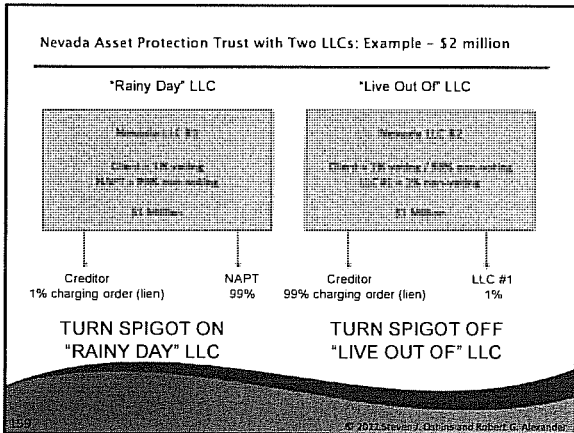 Nevada Asset Protection Trust with Two LLCs: Example – $2 million
"Rainy Day" LLC
Nevada LLC #1
Client = 1% voting
NAPT = 99% non-voting
$1 Million
Creditor
1% charging order (lien)
NAPT
99%
TURN SPIGOT ON
"RAINY DAY" LLC
"Live Out Of" LLC
Nevada LLC #2
Client = 1% voting / 98% non-voting
LLC #1 = 1% non-voting
$1 Million
Creditor
99% charging order (lien)
LLC #1
1%
TURN SPIGOT OFF
"LIVE OUT OF" LLC
© 2012 Steven J. Oshins and Robert G. Alexander